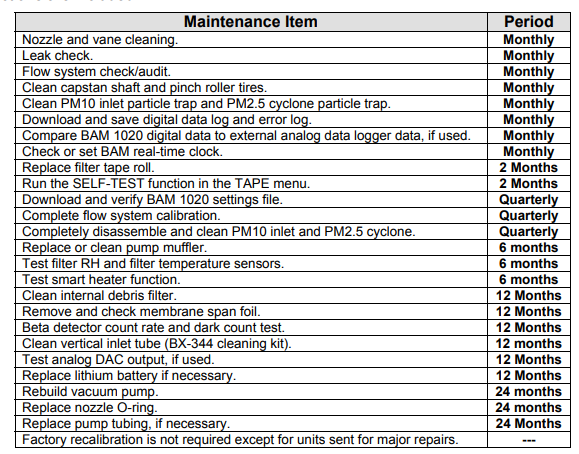 Maintenance Item Period
Nozzle and vane cleaning. Monthly
Leak check. Monthly
Flow system check/audit. Monthly
Clean capstan shaft and pinch roller tires. Monthly
Clean PM10 inlet particle trap and PM2.5 cyclone particle trap. Monthly
Download and save digital data log and error log. Monthly
Compare BAM 1020 digital data to external analog data logger data, if used. Monthly
Check or set BAM real-time clock. Monthly
Replace filter tape roll. 2 Months
Run the SELF-TEST function in the TAPE menu. 2 Months
Download and verify BAM 1020 settings file. Quarterly
Complete flow system calibration. Quarterly
Completely disassemble and clean PM10 inlet and PM2.5 cyclone. Quarterly
Replace or clean pump muffler. 6 months
Test filter RH and filter temperature sensors. 6 months
Test smart heater function. 6 months
Clean internal debris filter. 12 Months
Remove and check membrane span foil. 12 Months
Beta detector count rate and dark count test. 12 Months
Clean vertical inlet tube (BX-344 cleaning kit). 12 months
Test analog DAC output, if used. 12 Months
Replace lithium battery if necessary. 12 Months
Rebuild vacuum pump. 24 months
Replace nozzle O-ring. 24 months
Replace pump tubing, if necessary. 24 Months
Factory recalibration is not required except for units sent for major repairs. ---